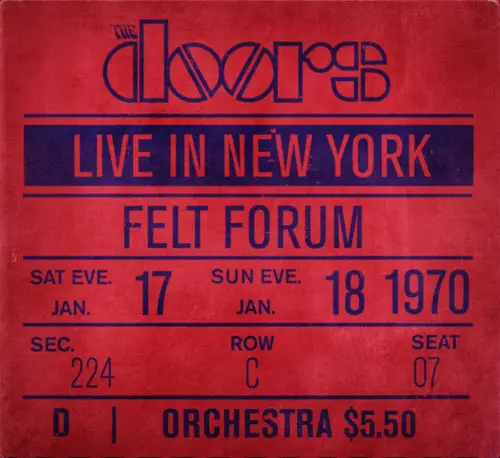 THE
doors
LIVE IN NEW YORK
FELT FORUM
SAT EVE. JAN. 17 SUN EVE. JAN. 18 1970
SEC. ROW SEAT
224 C 07
D | ORCHESTRA $5.50